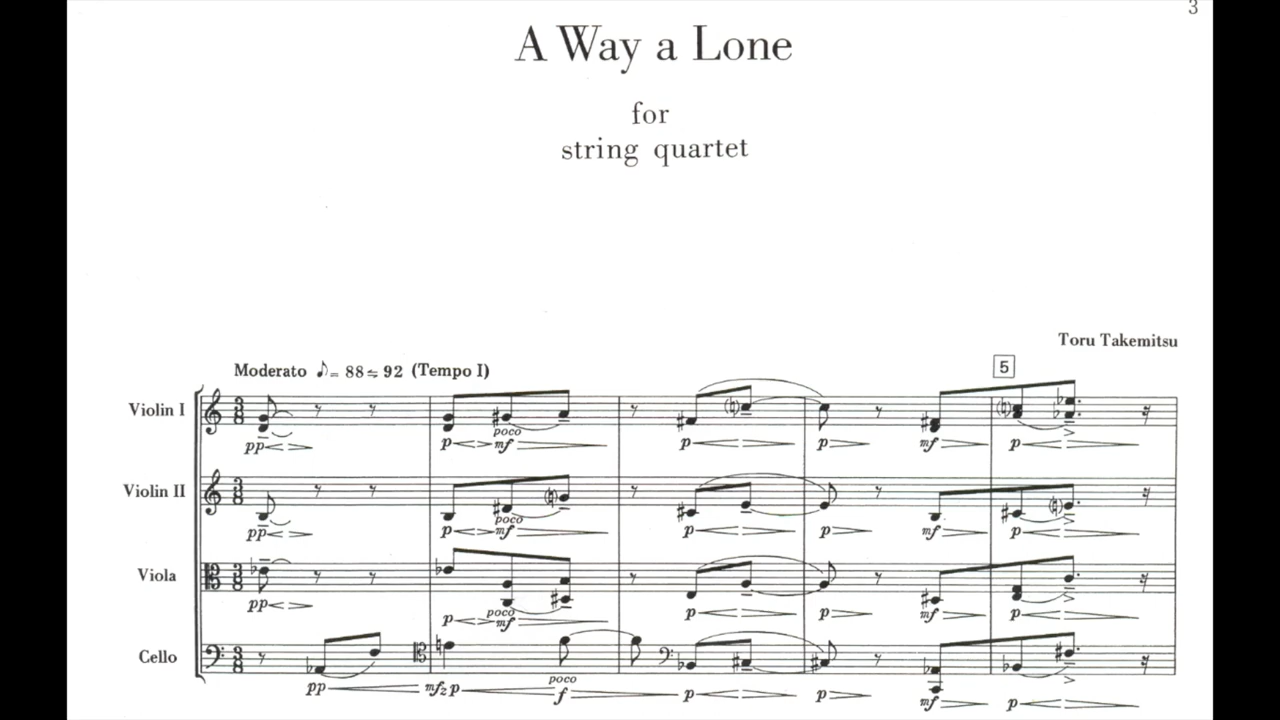 3
A Way a Lone
for
string quartet
Toru Takemitsu
Moderato ♪= 88≒92 (Tempo I)
5
Violin I
pp p poco mf p p mf p
Violin II
pp p poco mf p p mf p
Viola
pp p poco mf p p mf p
Cello
pp mfz p poco f p p mf p